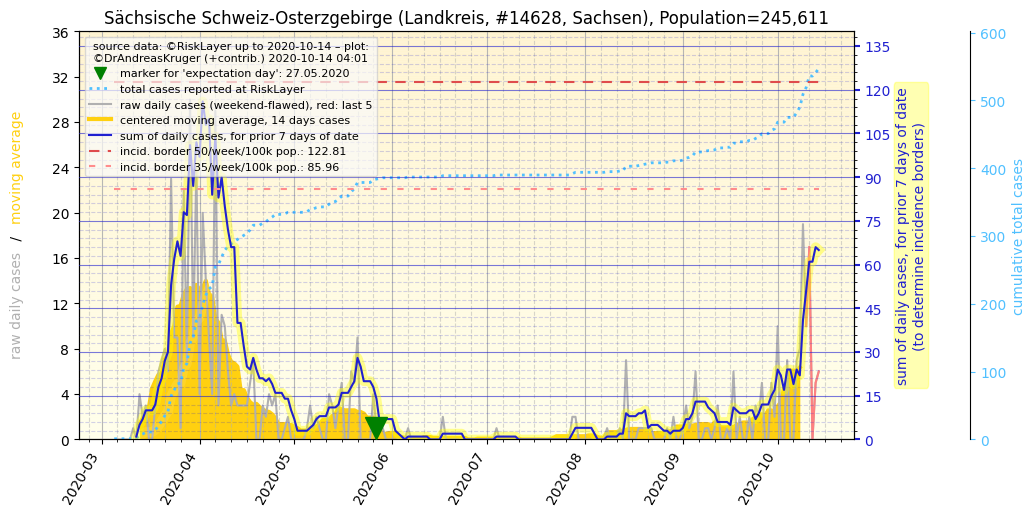 Sächsische Schweiz-Osterzgebirge (Landkreis, #14628, Sachsen), Population=245,611
source data: ©RiskLayer up to 2020-10-14 – plot:
©DrAndreasKruger (+contrib.) 2020-10-14 04:01
marker for 'expectation day': 27.05.2020
total cases reported at RiskLayer
raw daily cases (weekend-flawed), red: last 5
centered moving average, 14 days cases
sum of daily cases, for prior 7 days of date
incid. border 50/week/100k pop.: 122.81
incid. border 35/week/100k pop.: 85.96
raw daily cases / moving average
36
32
28
24
20
16
12
8
4
0
2020-03
2020-04
2020-05
2020-06
2020-07
2020-08
2020-09
2020-10
135
120
105
90
75
60
45
30
15
0
sum of daily cases, for prior 7 days of date
(to determine incidence borders)
600
500
400
300
200
100
0
cumulative total cases